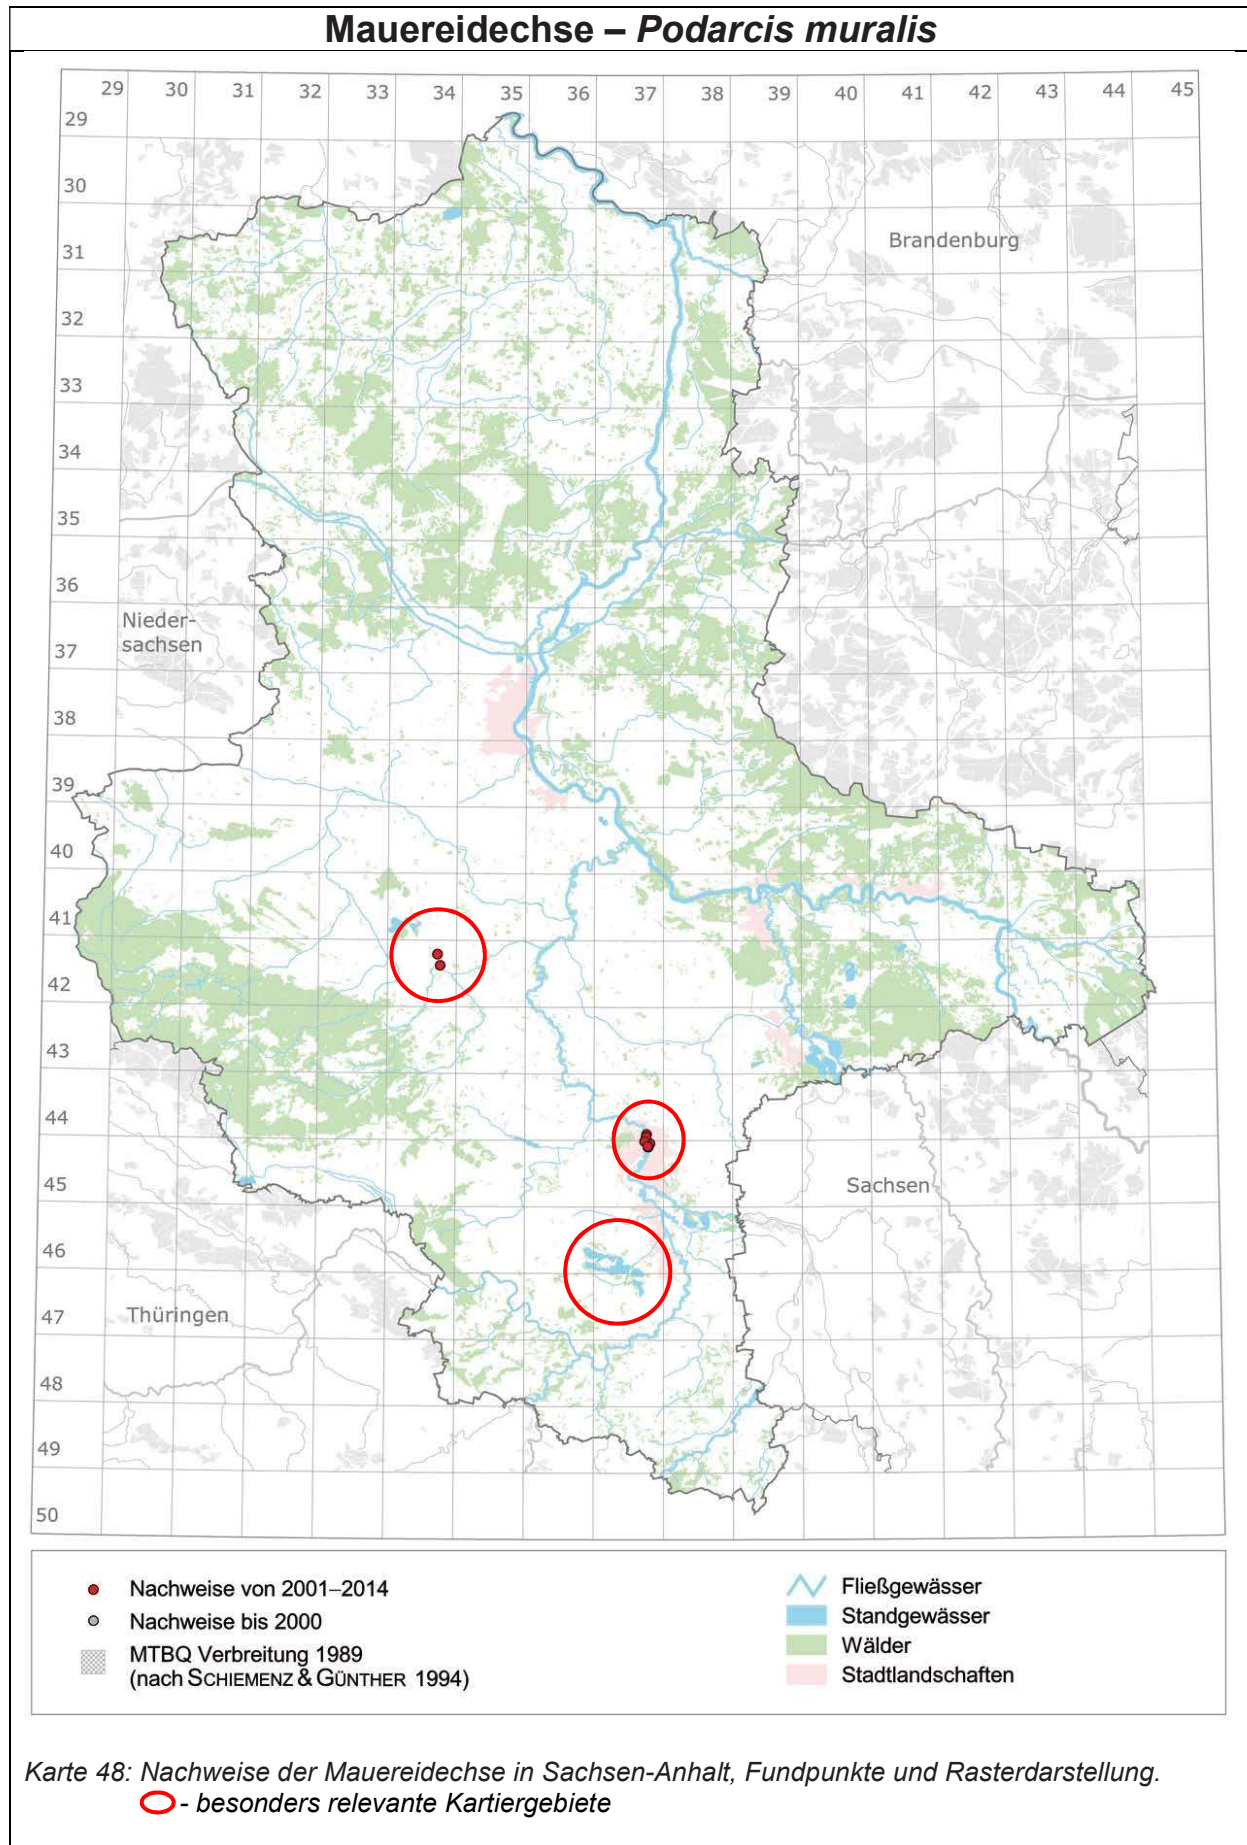 Mauereidechse – Podarcis muralis
29 30 31 32 33 34 35 36 37 38 39 40 41 42 43 44 45
29
30
Brandenburg
31
32
33
34
35
36
Nieder-
sachsen
37
38
39
40
41
42
43
44
45
Sachsen
46
Thüringen
47
48
49
50
Nachweise von 2001–2014
Nachweise bis 2000
MTBQ Verbreitung 1989
(nach SCHIEMENZ & GÜNTHER 1994)
Fließgewässer
Standgewässer
Wälder
Stadtlandschaften
Karte 48: Nachweise der Mauereidechse in Sachsen-Anhalt, Fundpunkte und Rasterdarstellung.
- besonders relevante Kartiergebiete